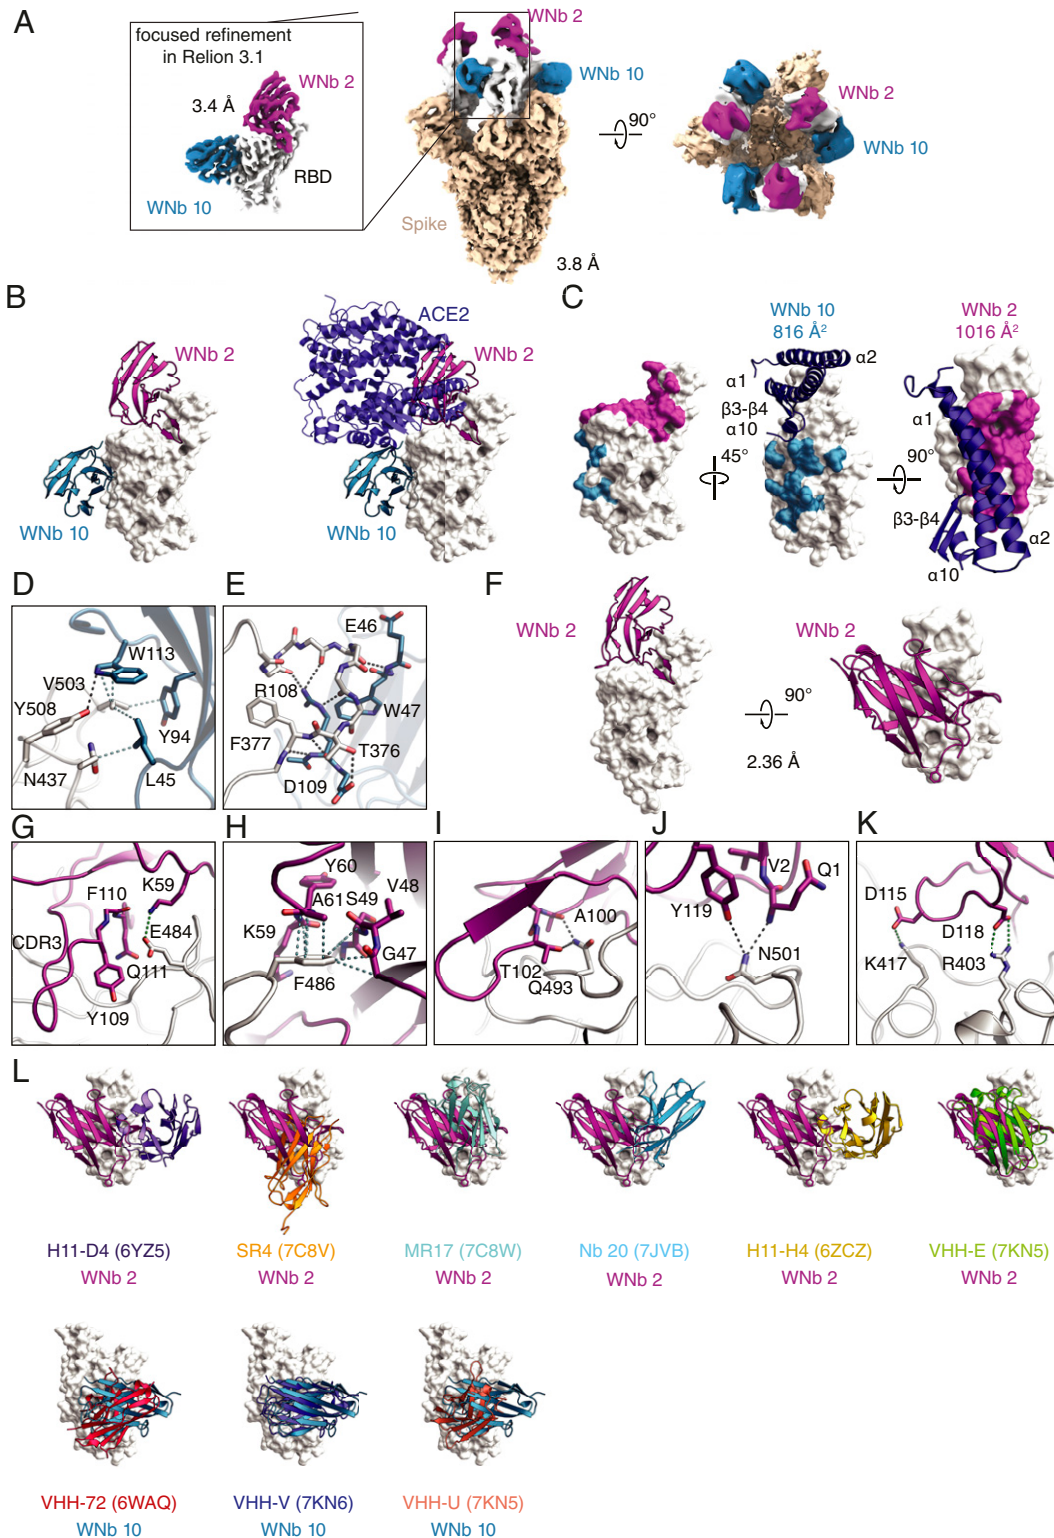 A
focused refinement
in Relion 3.1
WNb 2
3.4 Å
RBD
WNb 10
WNb 2
WNb 10
Spike
3.8 Å
90°
WNb 2
WNb 10
B
WNb 2
WNb 10
ACE2
WNb 2
WNb 10
C
WNb 10
816 Å²
α2
α1
β3-β4
α10
45°
WNb 2
1016 Å²
α1
90°
β3-β4
α2
α10
D
W113
V503
Y508
Y94
N437
L45
E
E46
R108
W47
F377
T376
D109
F
WNb 2
90°
2.36 Å
WNb 2
G
K59
F110
CDR3
E484
Q111
Y109
H
Y60
A61
S49
V48
K59
G47
F486
I
A100
T102
Q493
J
V2
Q1
Y119
N501
K
D115
D118
K417
R403
L
H11-D4 (6YZ5)
WNb 2
SR4 (7C8V)
WNb 2
MR17 (7C8W)
WNb 2
Nb 20 (7JVB)
WNb 2
H11-H4 (6ZCZ)
WNb 2
VHH-E (7KN5)
WNb 2
VHH-72 (6WAQ)
WNb 10
VHH-V (7KN6)
WNb 10
VHH-U (7KN5)
WNb 10